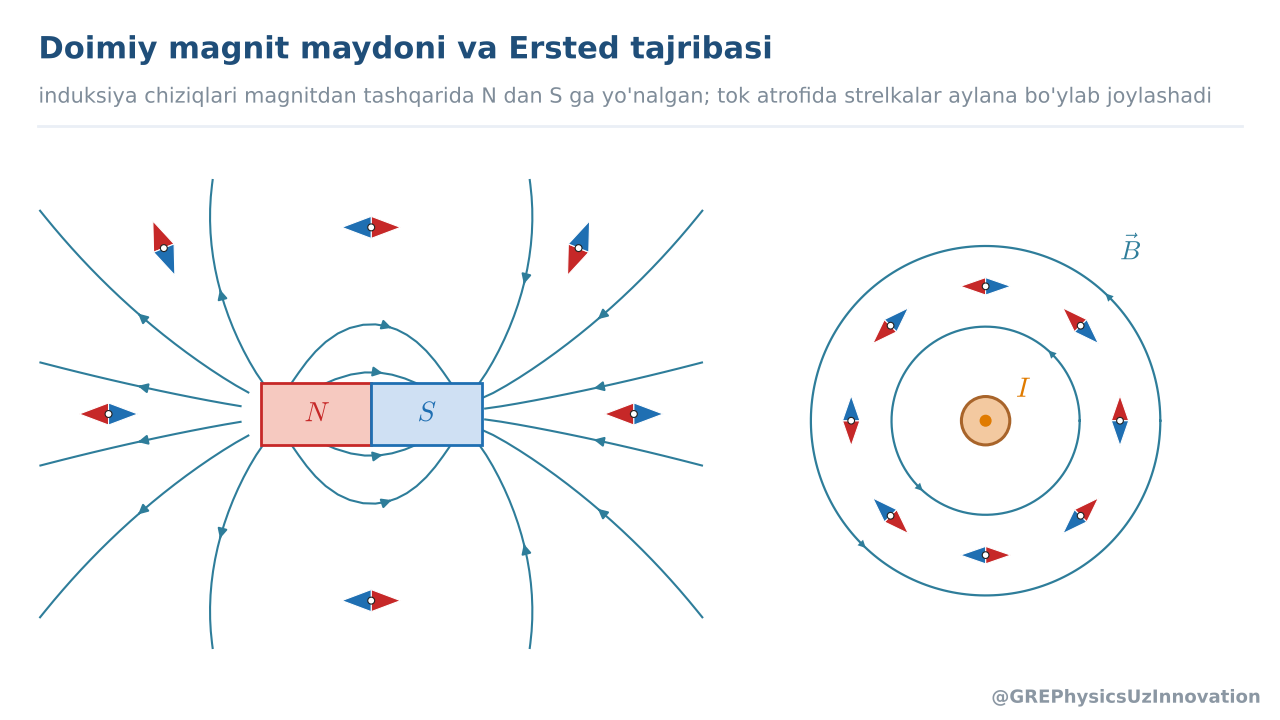 Doimiy magnit maydoni va Ersted tajribasi
induksiya chiziqlari magnitdan tashqarida N dan S ga yo'nalgan; tok atrofida strelkalar aylana bo'ylab joylashadi
N
S
I
B⃗
@GREPhysicsUzInnovation